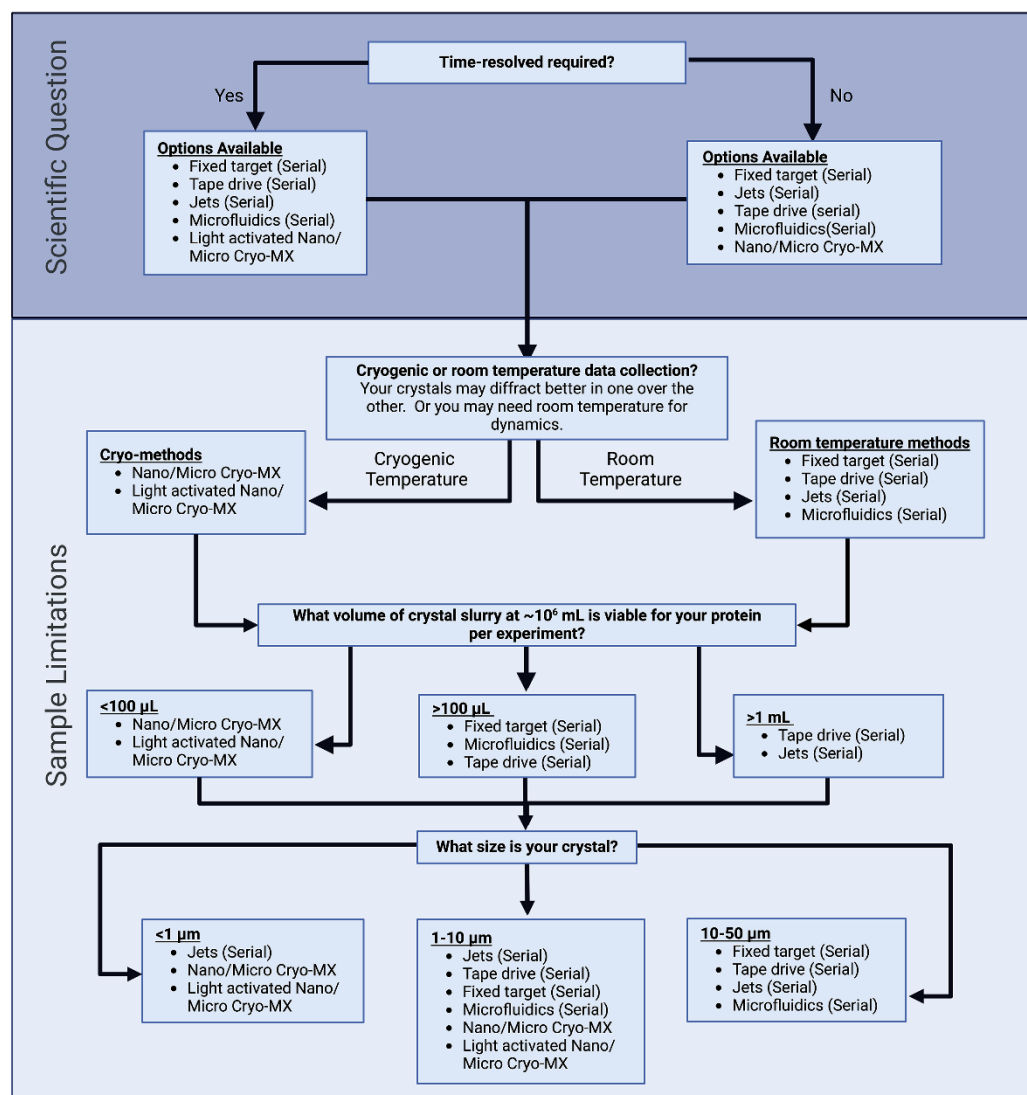 Scientific Question
Time-resolved required?
Yes
No
Options Available
• Fixed target (Serial)
• Tape drive (Serial)
• Jets (Serial)
• Microfluidics (Serial)
• Light activated Nano/
Micro Cryo-MX
Options Available
• Fixed target (Serial)
• Jets (Serial)
• Tape drive (serial)
• Microfluidics(Serial)
• Nano/Micro Cryo-MX
Sample Limitations
Cryogenic or room temperature data collection?
Your crystals may diffract better in one over the
other. Or you may need room temperature for
dynamics.
Cryogenic
Temperature
Room
Temperature
Cryo-methods
• Nano/Micro Cryo-MX
• Light activated Nano/
Micro Cryo-MX
Room temperature methods
• Fixed target (Serial)
• Tape drive (Serial)
• Jets (Serial)
• Microfluidics (Serial)
What volume of crystal slurry at ~10⁶ mL is viable for your protein
per experiment?
<100 µL
• Nano/Micro Cryo-MX
• Light activated Nano/
Micro Cryo-MX
>100 µL
• Fixed target (Serial)
• Microfluidics (Serial)
• Tape drive (Serial)
>1 mL
• Tape drive (Serial)
• Jets (Serial)
What size is your crystal?
<1 µm
• Jets (Serial)
• Nano/Micro Cryo-MX
• Light activated Nano/
Micro Cryo-MX
1-10 µm
• Jets (Serial)
• Tape drive (Serial)
• Fixed target (Serial)
• Microfluidics (Serial)
• Nano/Micro Cryo-MX
• Light activated Nano/
Micro Cryo-MX
10-50 µm
• Fixed target (Serial)
• Tape drive (Serial)
• Jets (Serial)
• Microfluidics (Serial)